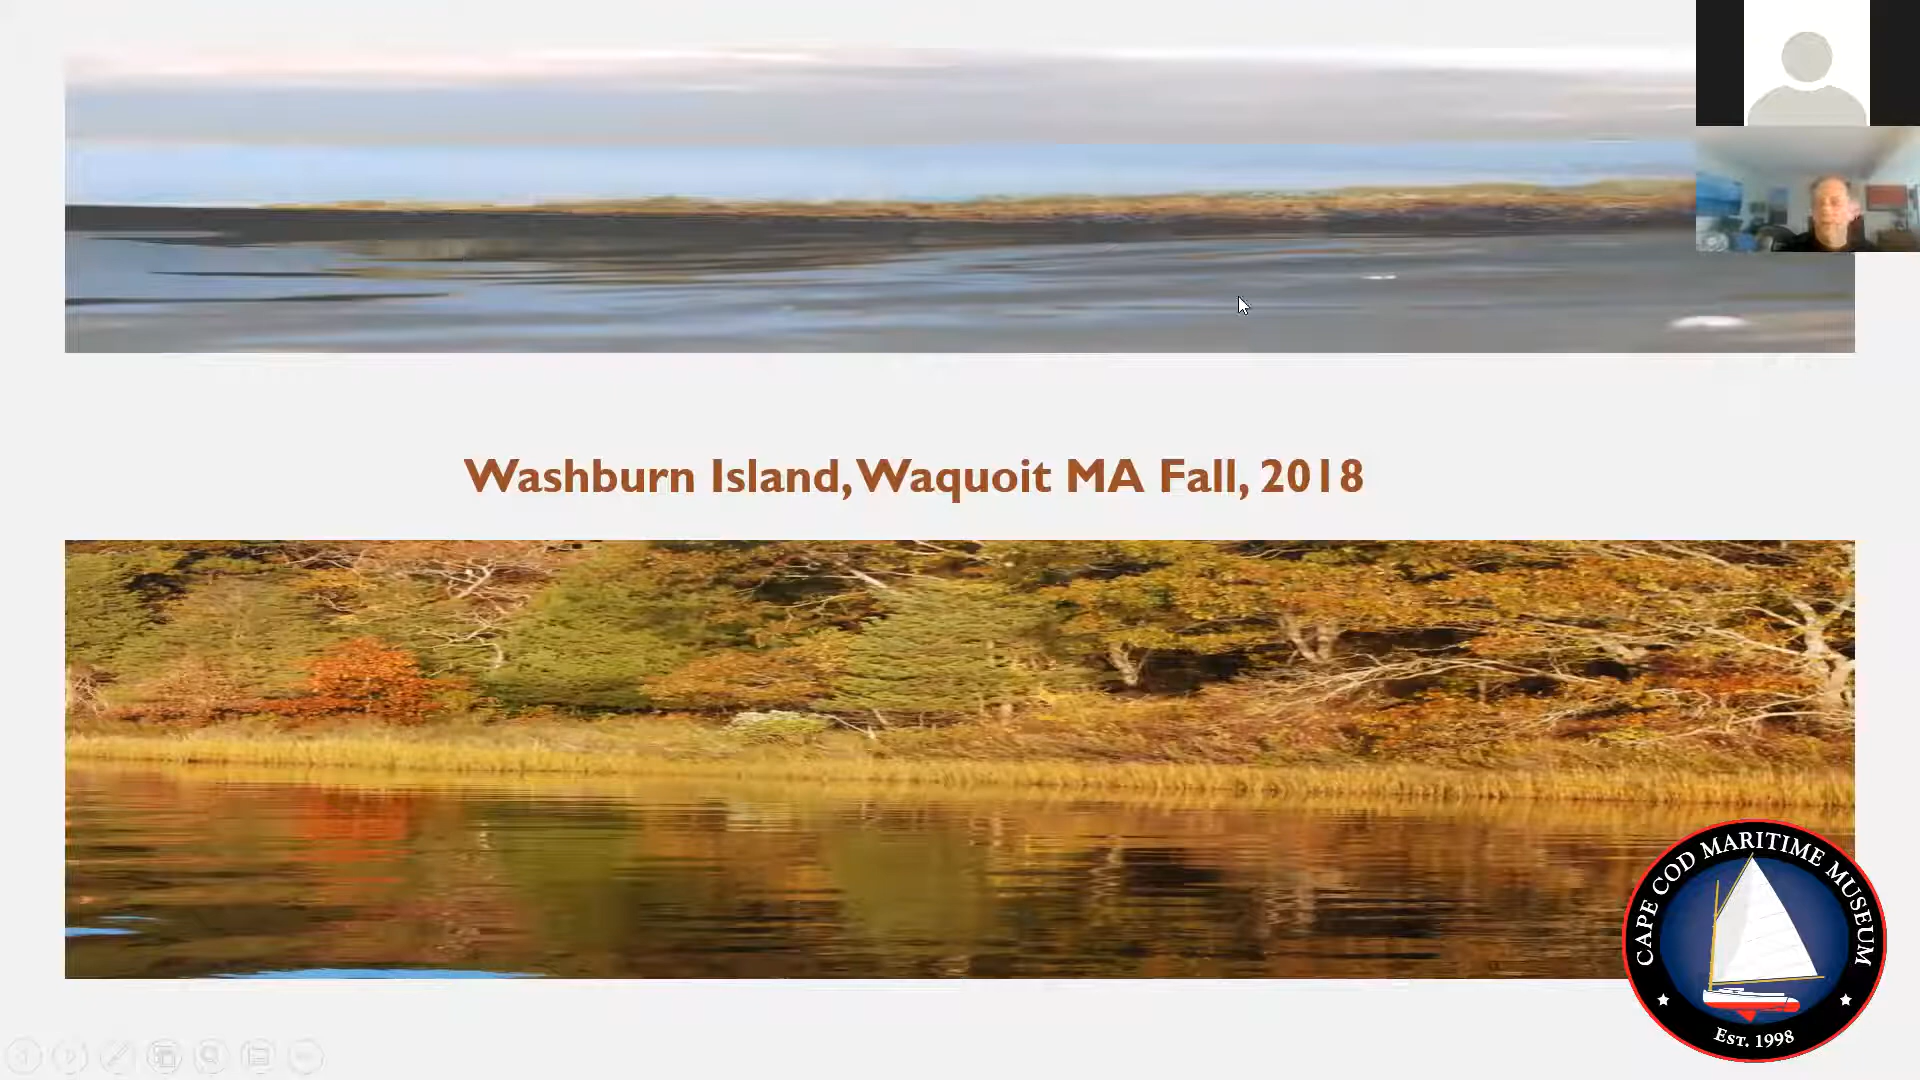 Washburn Island, Waquoit MA Fall, 2018
CAPE COD MARITIME MUSEUM
EST. 1998